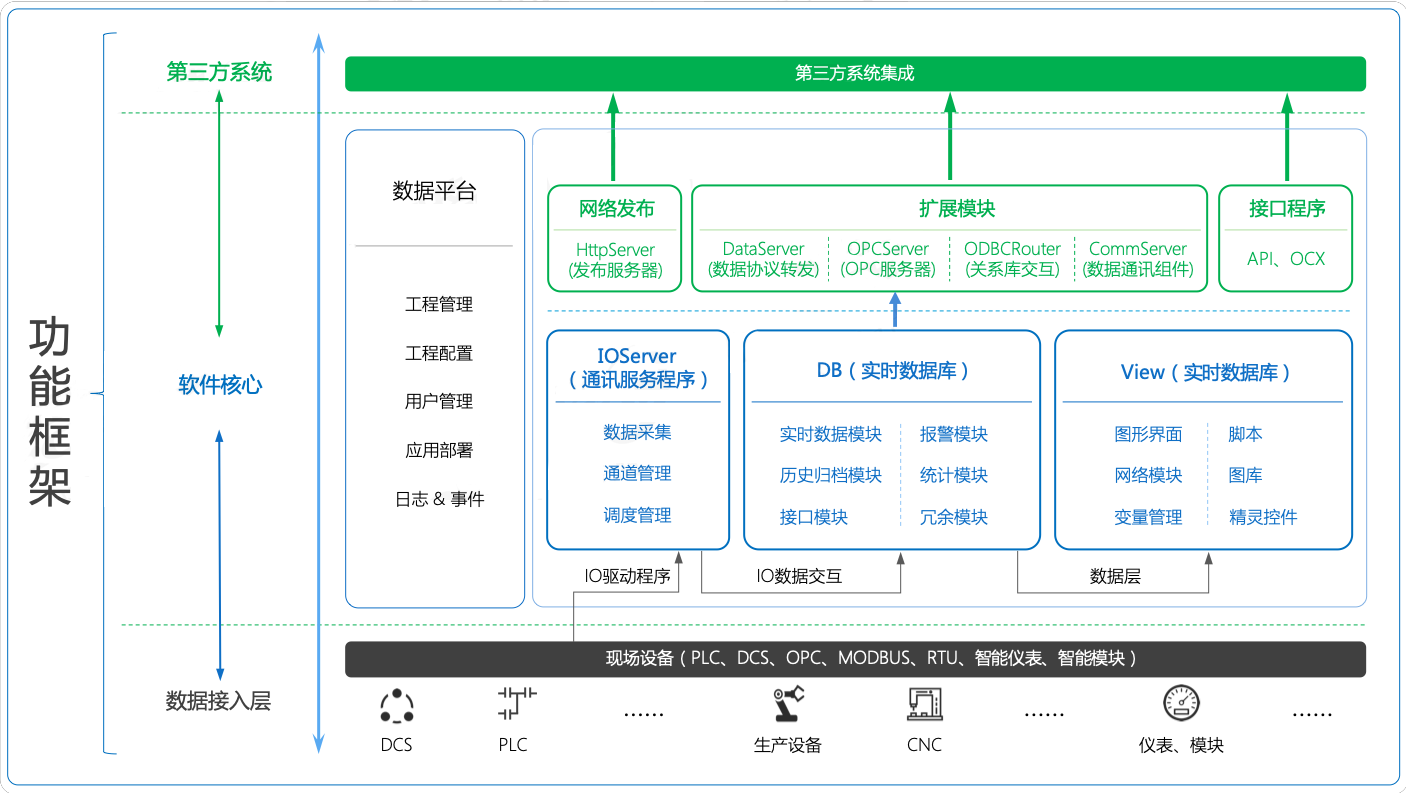 功能框架
第三方系统
软件核心
数据接入层
第三方系统集成
数据平台
工程管理
工程配置
用户管理
应用部署
日志 & 事件
网络发布
HttpServer
(发布服务器)
扩展模块
DataServer
(数据协议转发)
OPCServer
(OPC服务器)
ODBCRouter
(关系库交互)
CommServer
(数据通讯组件)
接口程序
API、OCX
IOServer
（通讯服务程序）
数据采集
通道管理
调度管理
DB（实时数据库）
实时数据模块
历史归档模块
接口模块
报警模块
统计模块
冗余模块
View（实时数据库）
图形界面
网络模块
变量管理
脚本
图库
精灵控件
IO驱动程序
IO数据交互
数据层
现场设备（PLC、DCS、OPC、MODBUS、RTU、智能仪表、智能模块）
DCS
PLC
……
生产设备
CNC
……
仪表、模块
……